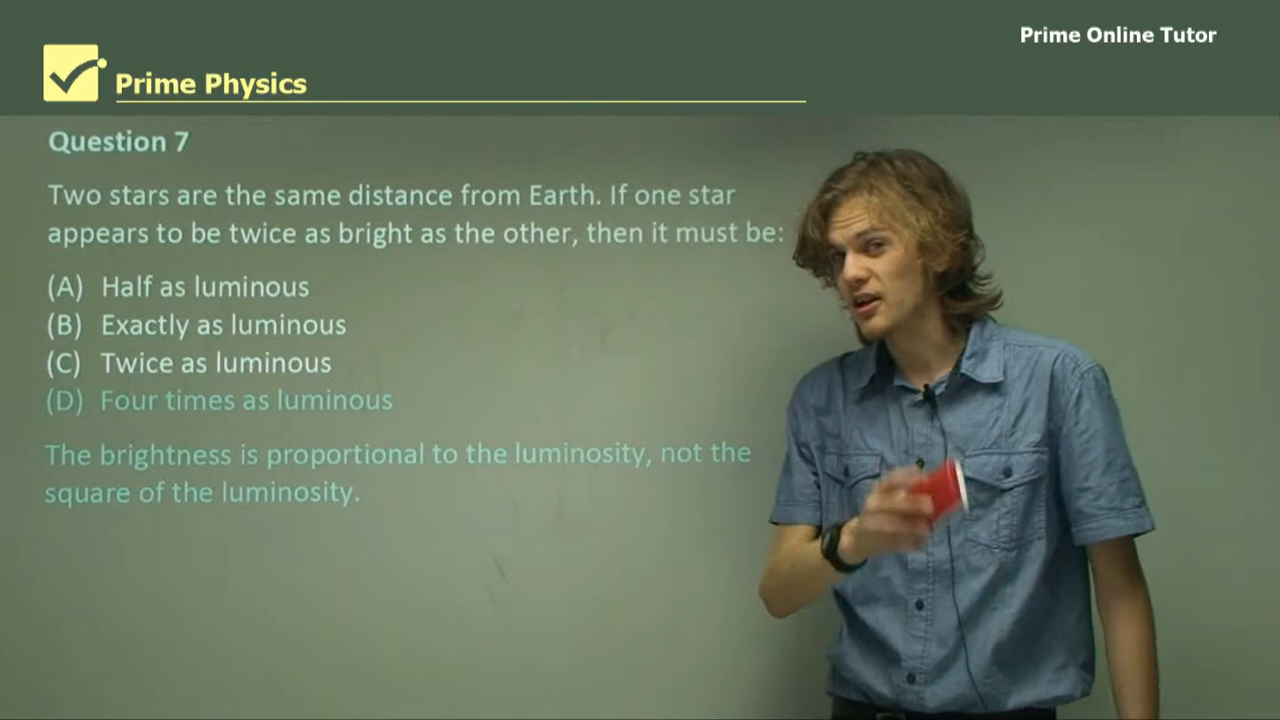 Prime Online Tutor
Prime Physics
Question 7
Two stars are the same distance from Earth. If one star
appears to be twice as bright as the other, then it must be:
(A) Half as luminous
(B) Exactly as luminous
(C) Twice as luminous
(D) Four times as luminous
The brightness is proportional to the luminosity, not the
square of the luminosity.